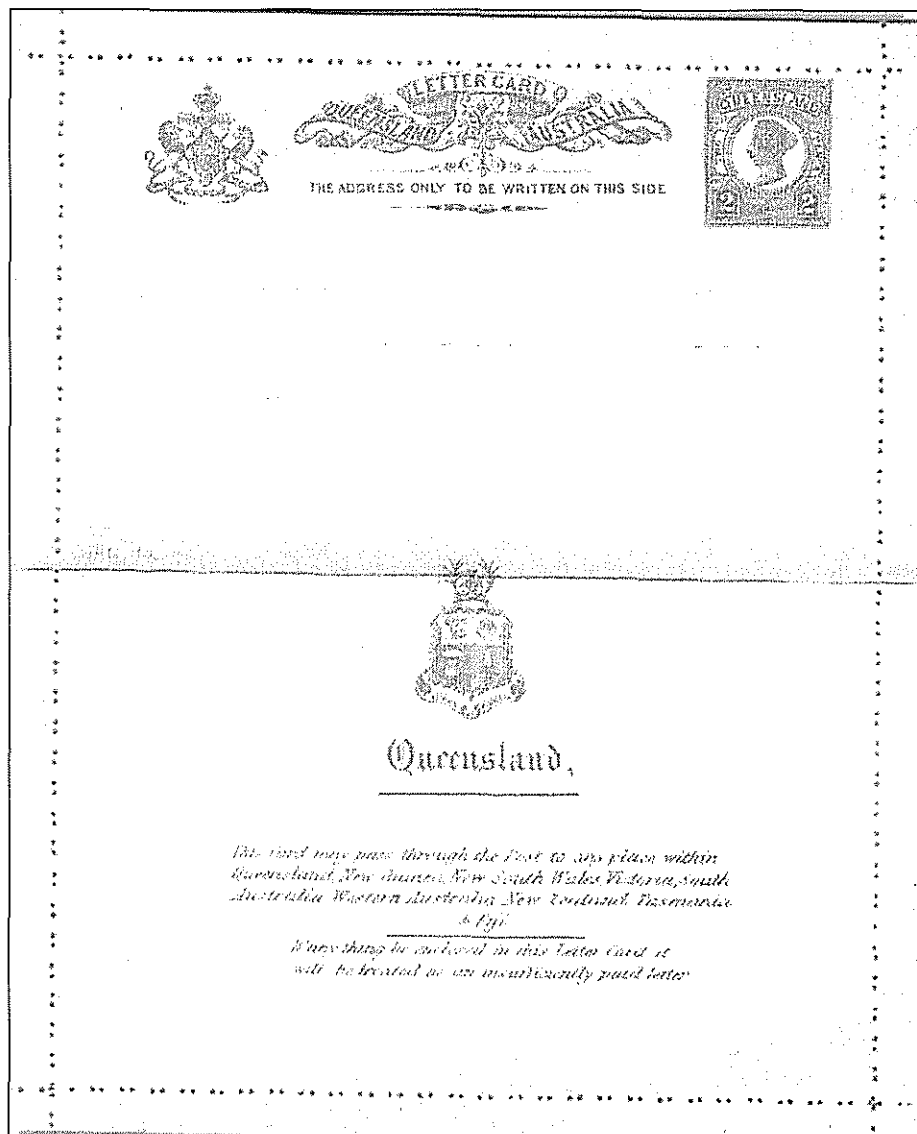 LETTER CARD
QUEENSLAND AUSTRALIA
THE ADDRESS ONLY TO BE WRITTEN ON THIS SIDE
QUEENSLAND
2 2
Queensland,
This Card may pass through the Post to any place within
Queensland, New Guinea, New South Wales, Victoria, South
Australia Western Australia New Zealand, Tasmania
& Fiji
If any thing be enclosed in this Letter Card it
will be treated as an insufficiently paid letter